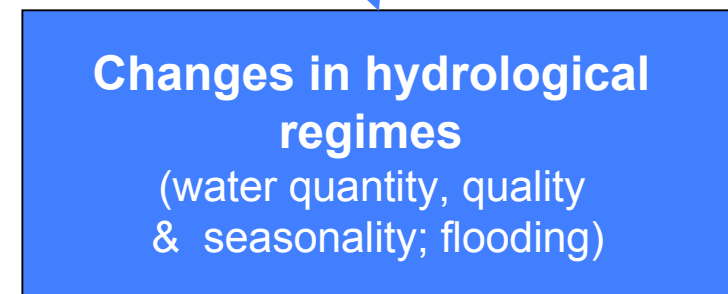 Changes in hydrological
regimes
(water quantity, quality
& seasonality; flooding)